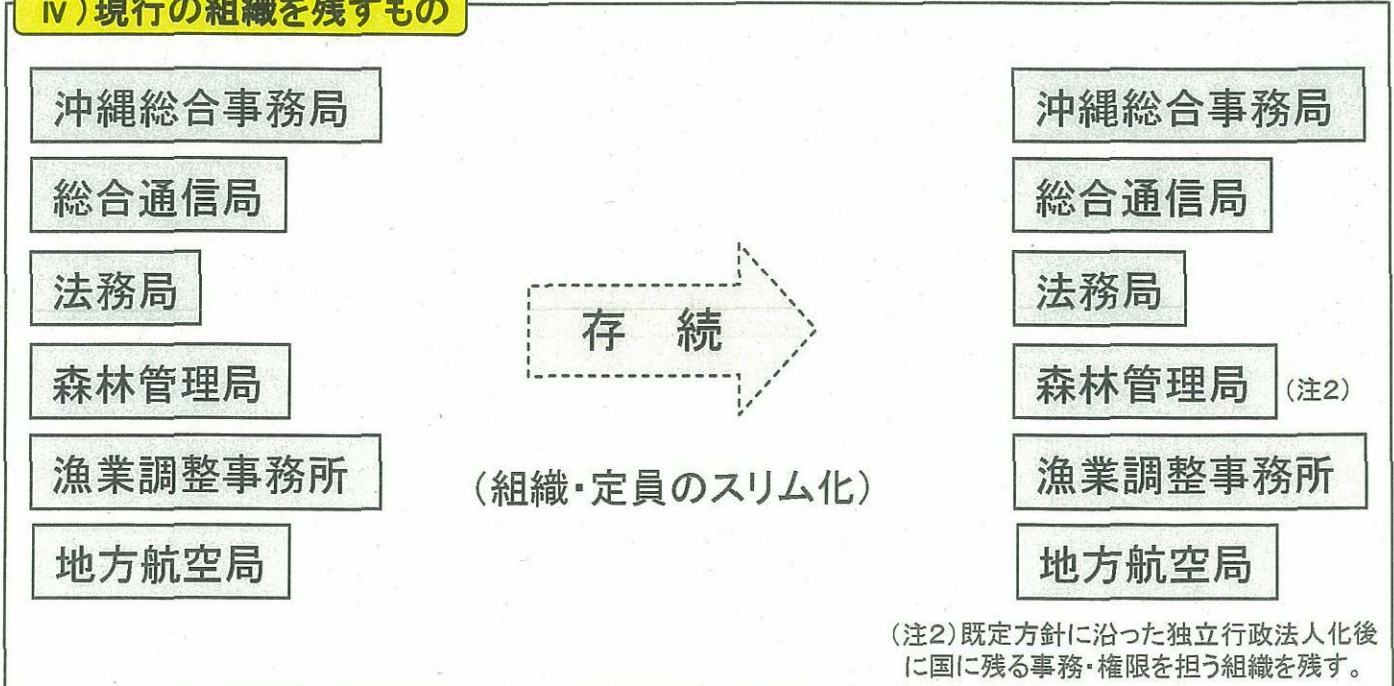 Ⅳ)現行の組織を残すもの
沖縄総合事務局
総合通信局
法務局
森林管理局
漁業調整事務所
地方航空局
存　続
(組織・定員のスリム化)
沖縄総合事務局
総合通信局
法務局
森林管理局 (注2)
漁業調整事務所
地方航空局
(注2)既定方針に沿った独立行政法人化後
に国に残る事務・権限を担う組織を残す。